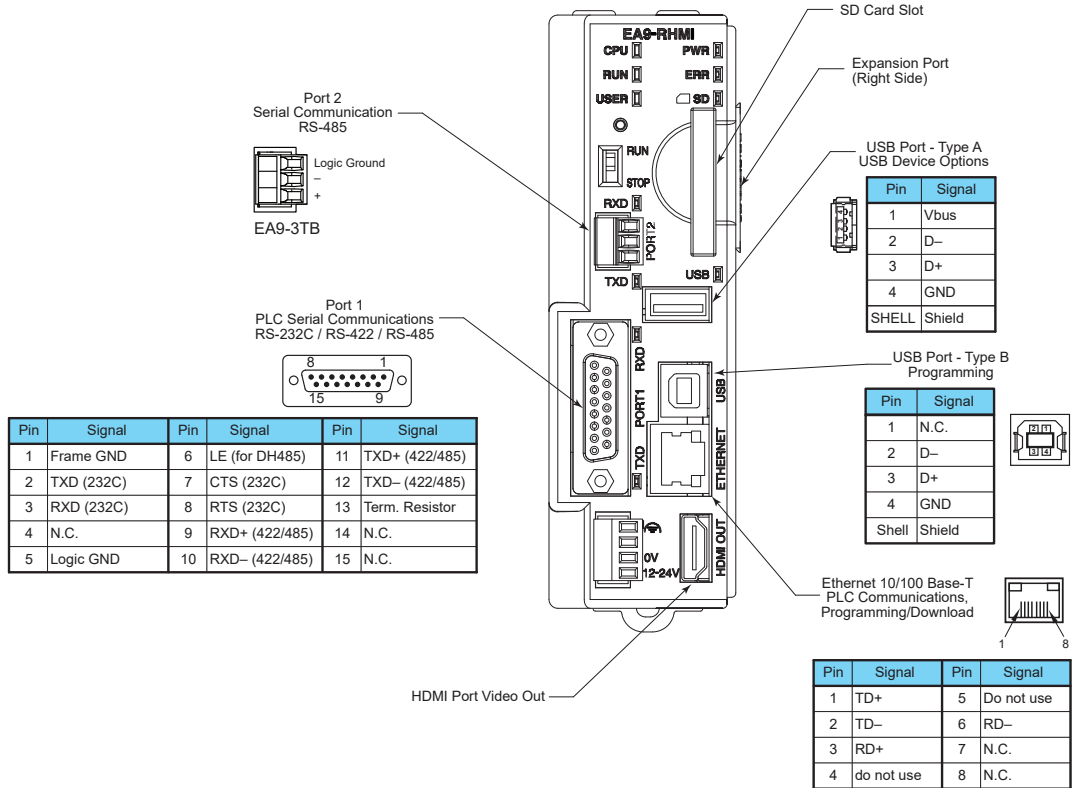 SD Card Slot
EA9-RHMI
CPU PWR
RUN ERR
USER SD
Expansion Port
(Right Side)
Port 2
Serial Communication
RS-485
Logic Ground
–
+
EA9-3TB
RUN
STOP
RXD
PORT2
TXD
USB
USB Port - Type A
USB Device Options
Pin Signal
1 Vbus
2 D–
3 D+
4 GND
SHELL Shield
4 3 2 1
Port 1
PLC Serial Communications
RS-232C / RS-422 / RS-485
8 1
15 9
Pin Signal Pin Signal Pin Signal
1 Frame GND 6 LE (for DH485) 11 TXD+ (422/485)
2 TXD (232C) 7 CTS (232C) 12 TXD– (422/485)
3 RXD (232C) 8 RTS (232C) 13 Term. Resistor
4 N.C. 9 RXD+ (422/485) 14 N.C.
5 Logic GND 10 RXD– (422/485) 15 N.C.
RXD
PORT1
TXD
USB
ETHERNET
0V
12-24V
HDMI OUT
USB Port - Type B
Programming
Pin Signal
1 N.C.
2 D–
3 D+
4 GND
Shell Shield
2 1
3 4
Ethernet 10/100 Base-T
PLC Communications,
Programming/Download
1 8
Pin Signal Pin Signal
1 TD+ 5 Do not use
2 TD– 6 RD–
3 RD+ 7 N.C.
4 do not use 8 N.C.
HDMI Port Video Out